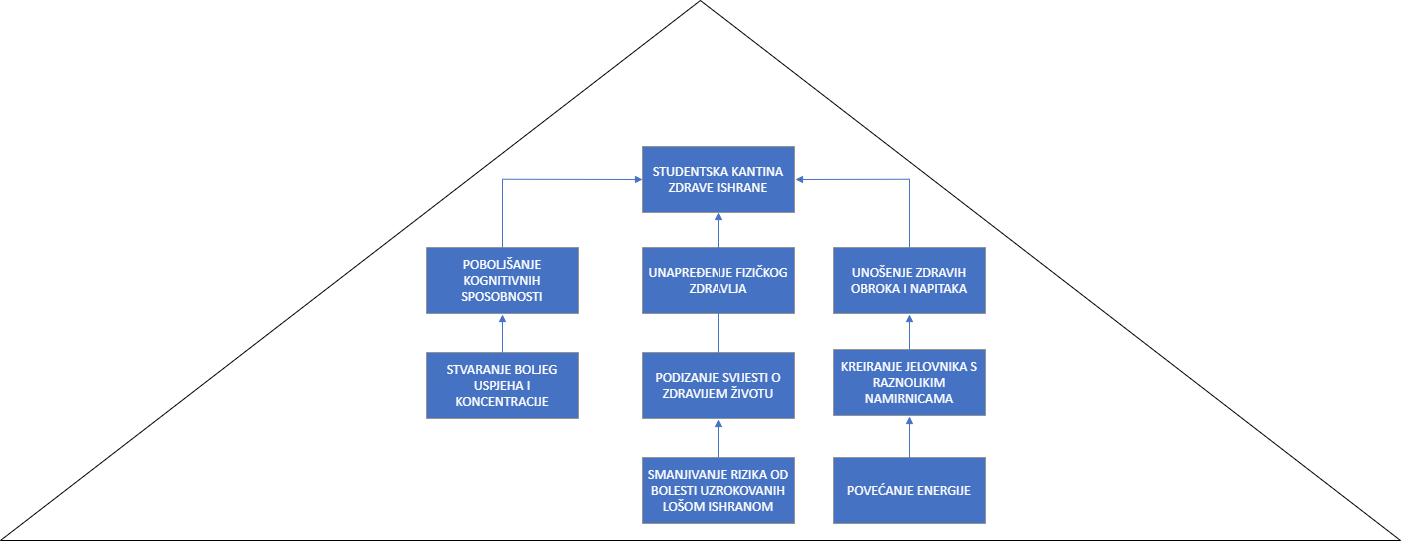 STUDENTSKA KANTINA
ZDRAVE ISHRANE
POBOLJŠANJE
KOGNITIVNIH
SPOSOBNOSTI
UNAPREĐENJE FIZIČKOG
ZDRAVLJA
UNOŠENJE ZDRAVIH
OBROKA I NAPITAKA
STVARANJE BOLJEG
USPJEHA I
KONCENTRACIJE
PODIZANJE SVIJESTI O
ZDRAVIJEM ŽIVOTU
KREIRANJE JELOVNIKA S
RAZNOLIKIM
NAMIRNICAMA
SMANJIVANJE RIZIKA OD
BOLESTI UZROKOVANIH
LOŠOM ISHRANOM
POVEĆANJE ENERGIJE